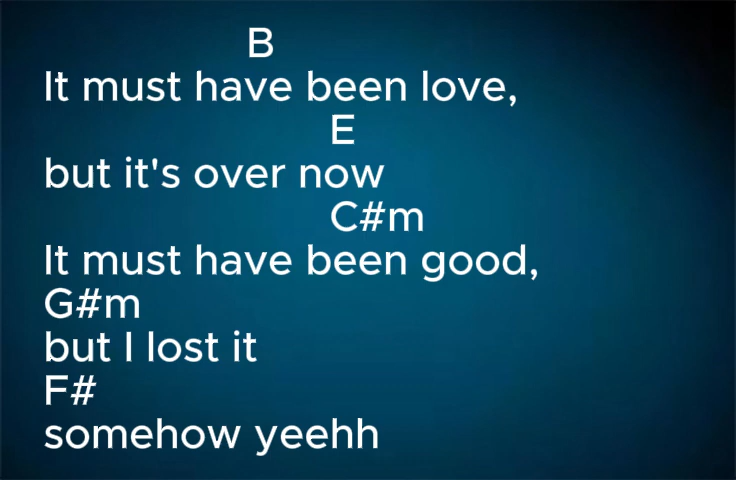 B
It must have been love,
E
but it's over now
C#m
It must have been good,
G#m
but I lost it
F#
somehow yeehh